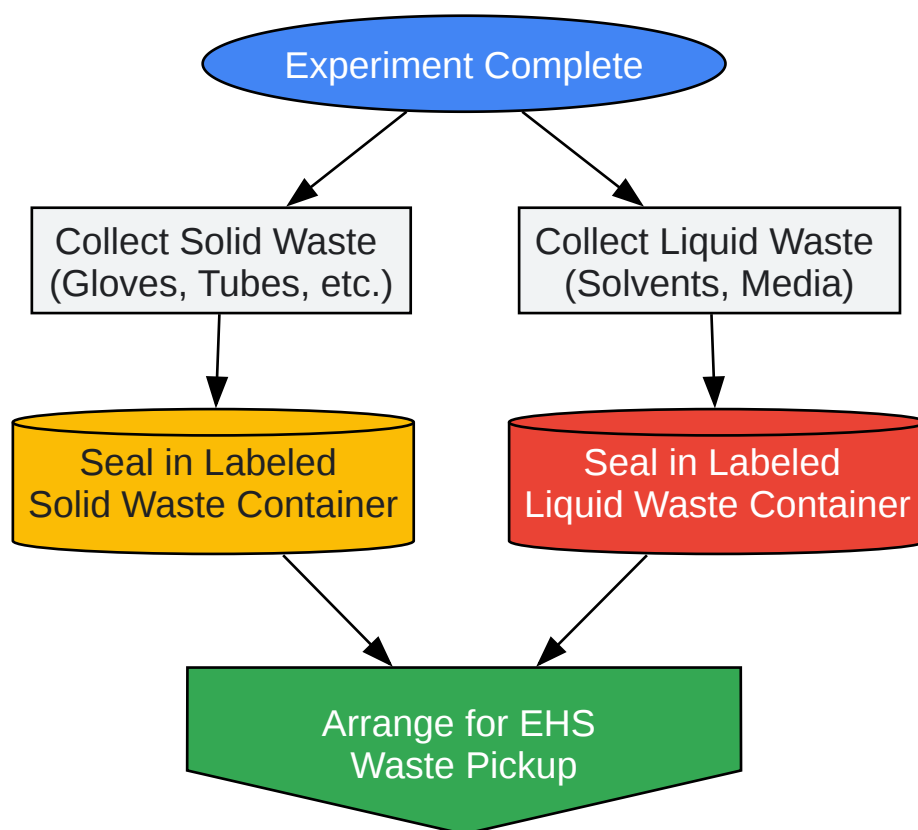 Experiment Complete
Collect Solid Waste
(Gloves, Tubes, etc.)
Collect Liquid Waste
(Solvents, Media)
Seal in Labeled
Solid Waste Container
Seal in Labeled
Liquid Waste Container
Arrange for EHS
Waste Pickup